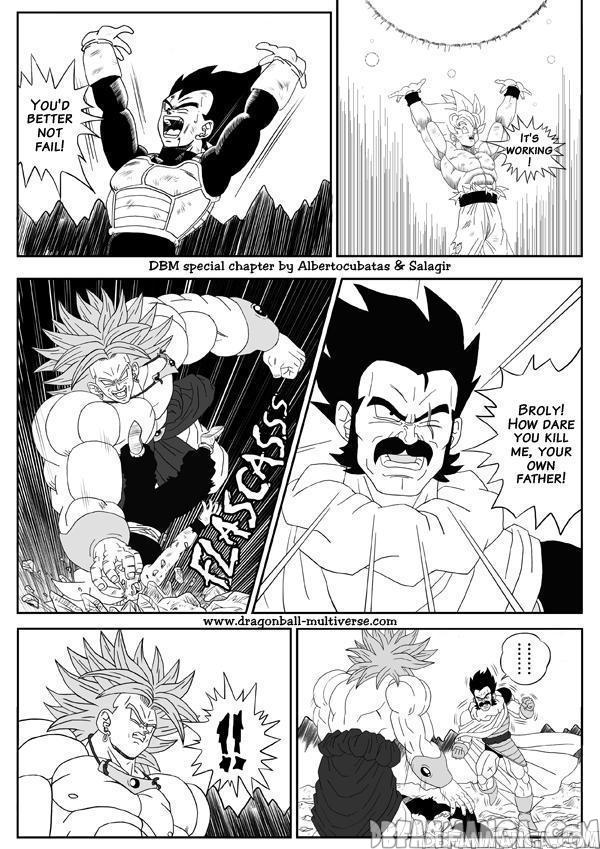 YOU'D
BETTER
NOT
FAIL!
IT'S
WORKING
!
DBM special chapter by Albertocubatas & Salagir
FLASCASSS
BROLY!
HOW DARE
YOU KILL
ME, YOUR
OWN
FATHER!
www.dragonball-multiverse.com
!!
DBFASEMANGA.COM